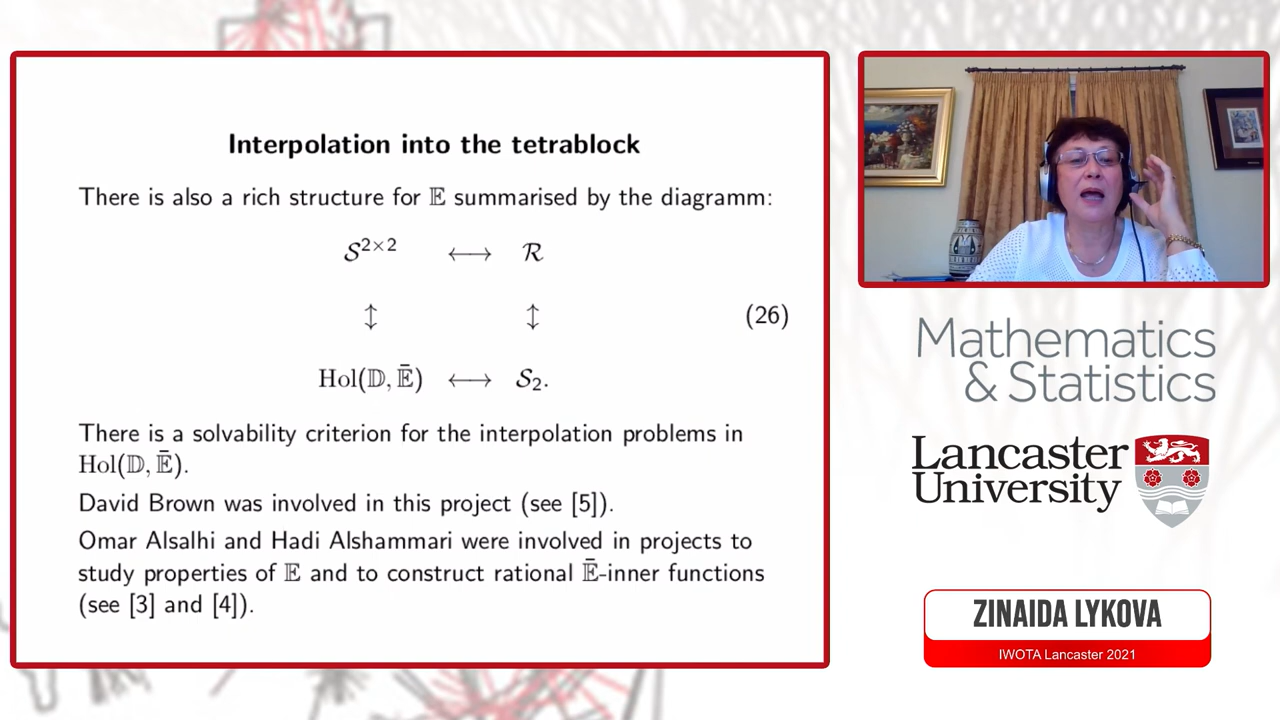 Interpolation into the tetrablock
There is also a rich structure for 𝔼 summarised by the diagramm:
𝒮²ˣ² ⟷ ℛ
↕ ↕ (26)
Hol(𝔻, 𝔼̄) ⟷ 𝒮₂.
There is a solvability criterion for the interpolation problems in
Hol(𝔻, 𝔼̄).
David Brown was involved in this project (see [5]).
Omar Alsalhi and Hadi Alshammari were involved in projects to
study properties of 𝔼 and to construct rational 𝔼̄-inner functions
(see [3] and [4]).
Mathematics
& Statistics
Lancaster
University
ZINAIDA LYKOVA
IWOTA Lancaster 2021